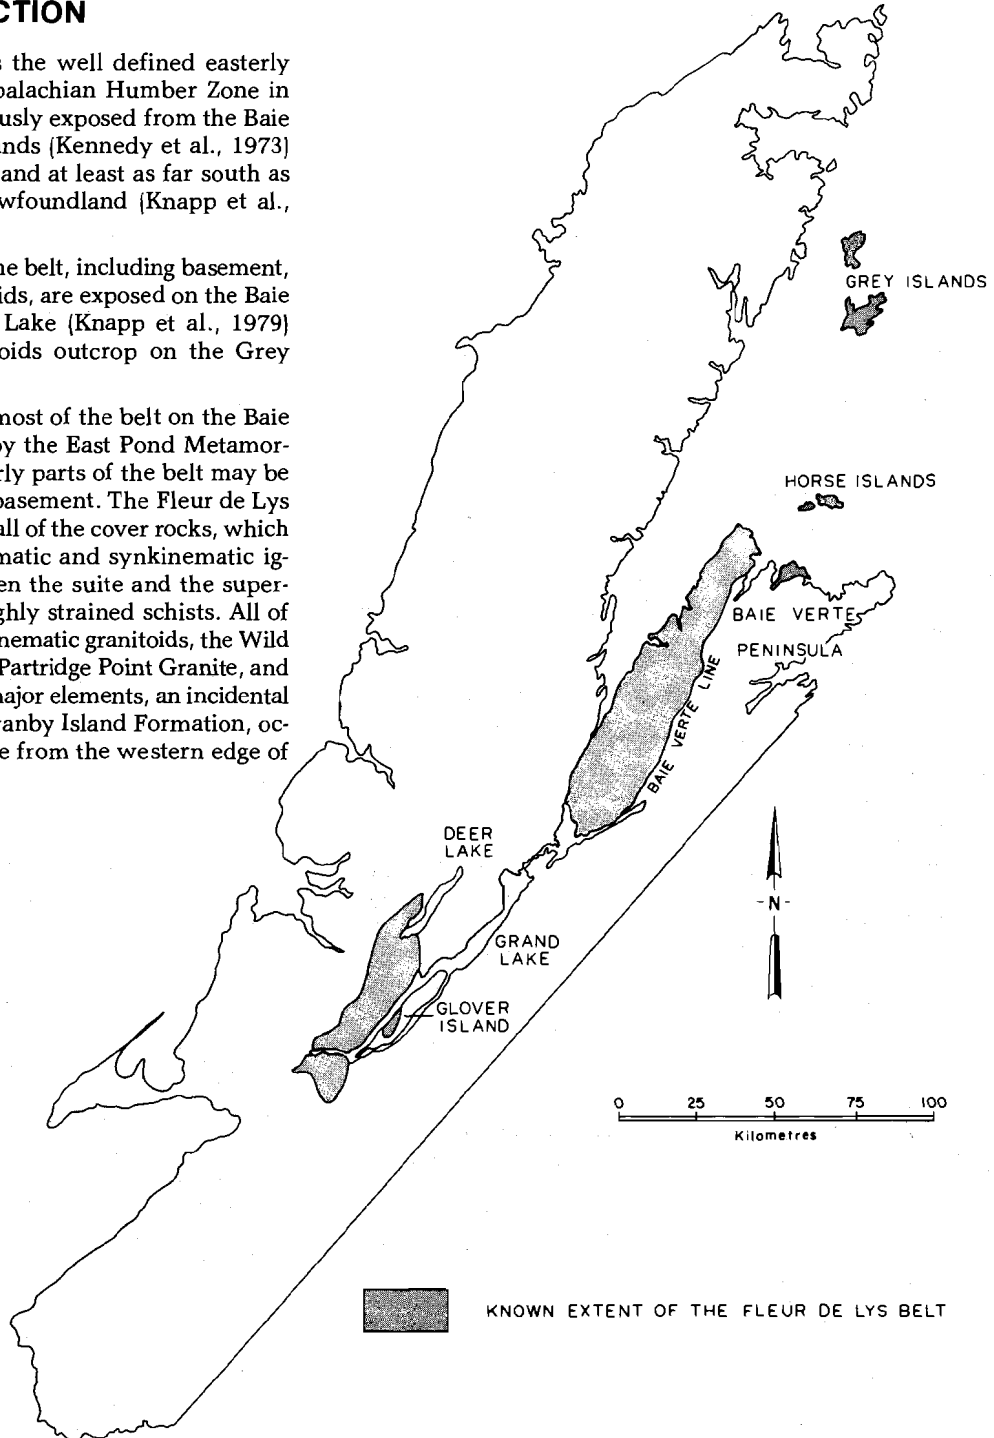 CTION
s the well defined easterly
palachian Humber Zone in
usly exposed from the Baie
nds (Kennedy et al., 1973)
and at least as far south as
wfoundland (Knapp et al.,
ne belt, including basement,
ids, are exposed on the Baie
Lake (Knapp et al., 1979)
oids outcrop on the Grey
most of the belt on the Baie
by the East Pond Metamor-
rly parts of the belt may be
basement. The Fleur de Lys
all of the cover rocks, which
matic and synkinematic ig-
en the suite and the super-
ghly strained schists. All of
nematic granitoids, the Wild
Partridge Point Granite, and
major elements, an incidental
ranby Island Formation, oc-
e from the western edge of
GREY ISLANDS
HORSE ISLANDS
BAIE VERTE
PENINSULA
BAIE VERTE LINE
DEER
LAKE
GRAND
LAKE
GLOVER
ISLAND
-N-
0 25 50 75 100
Kilometres
KNOWN EXTENT OF THE FLEUR DE LYS BELT